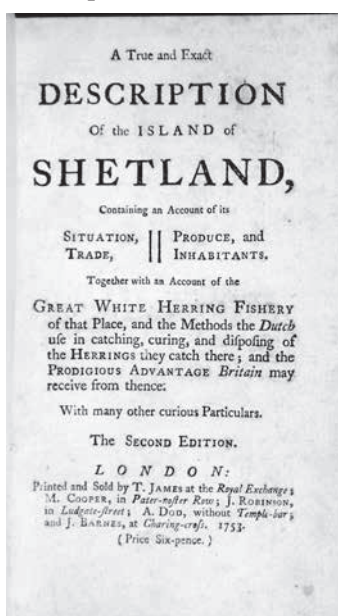 A True and Exact
DESCRIPTION
Of the ISLAND of
SHETLAND,
Containing an Account of its
SITUATION, || PRODUCE, and
TRADE, || INHABITANTS.
Together with an Account of the
GREAT WHITE HERRING FISHERY
of that Place, and the Methods the Dutch
uſe in catching, curing, and diſpoſing of
the HERRINGS they catch there; and the
PRODIGIOUS ADVANTAGE Britain may
receive from thence:
With many other curious Particulars.
The SECOND EDITION.
LONDON:
Printed and Sold by T. JAMES at the Royal Exchange;
M. COOPER, in Pater-noſter Row; J. ROBINSON,
in Ludgate-ſtreet; A. DOD, without Temple-bar;
and J. BARNES, at Charing-croſs. 1753.
(Price Six-pence.)